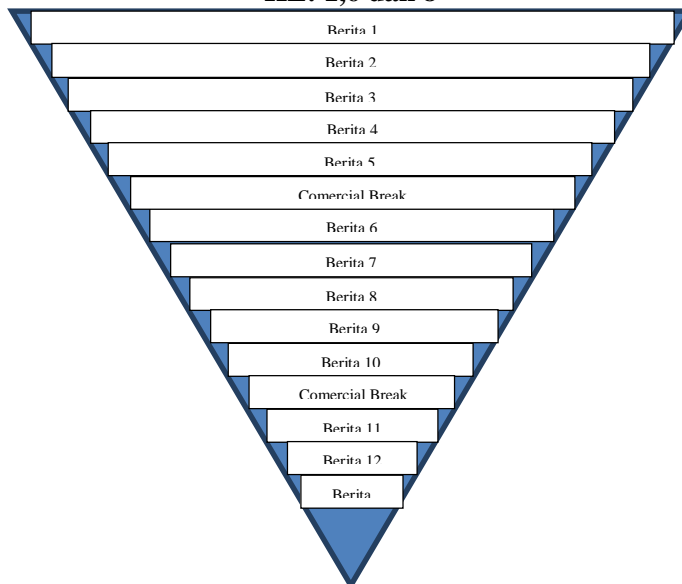 Berita 1
Berita 2
Berita 3
Berita 4
Berita 5
Comercial Break
Berita 6
Berita 7
Berita 8
Berita 9
Berita 10
Comercial Break
Berita 11
Berita 12
Berita